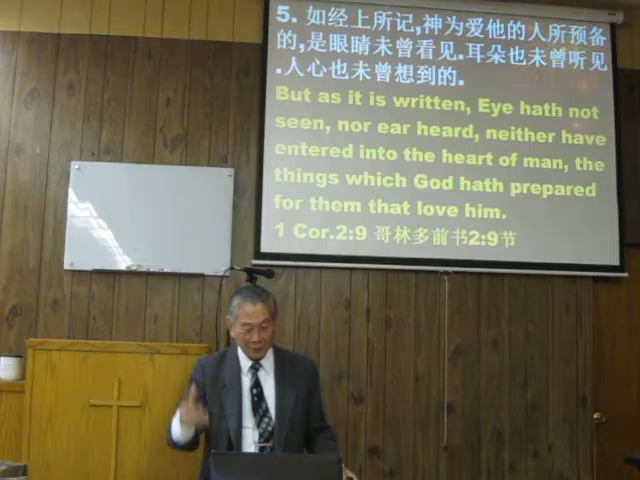 5. 如经上所记,神为爱他的人所预备
的,是眼睛未曾看见.耳朵也未曾听见
.人心也未曾想到的.
But as it is written, Eye hath not
seen, nor ear heard, neither have
entered into the heart of man, the
things which God hath prepared
for them that love him.
1 Cor.2:9 哥林多前书2:9节